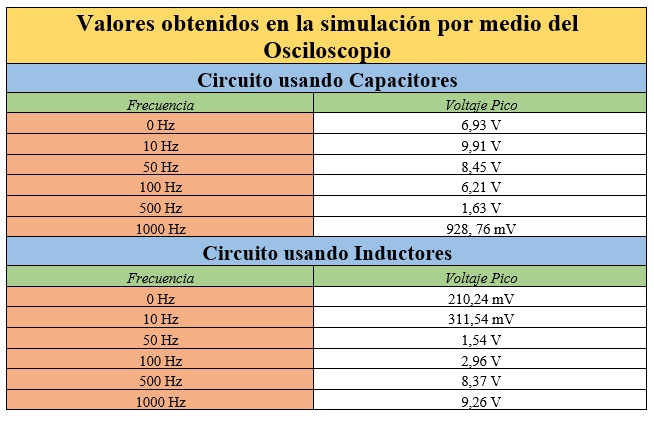 Valores obtenidos en la simulación por medio del
Osciloscopio
Circuito usando Capacitores
Frecuencia Voltaje Pico
0 Hz 6,93 V
10 Hz 9,91 V
50 Hz 8,45 V
100 Hz 6,21 V
500 Hz 1,63 V
1000 Hz 928, 76 mV
Circuito usando Inductores
Frecuencia Voltaje Pico
0 Hz 210,24 mV
10 Hz 311,54 mV
50 Hz 1,54 V
100 Hz 2,96 V
500 Hz 8,37 V
1000 Hz 9,26 V